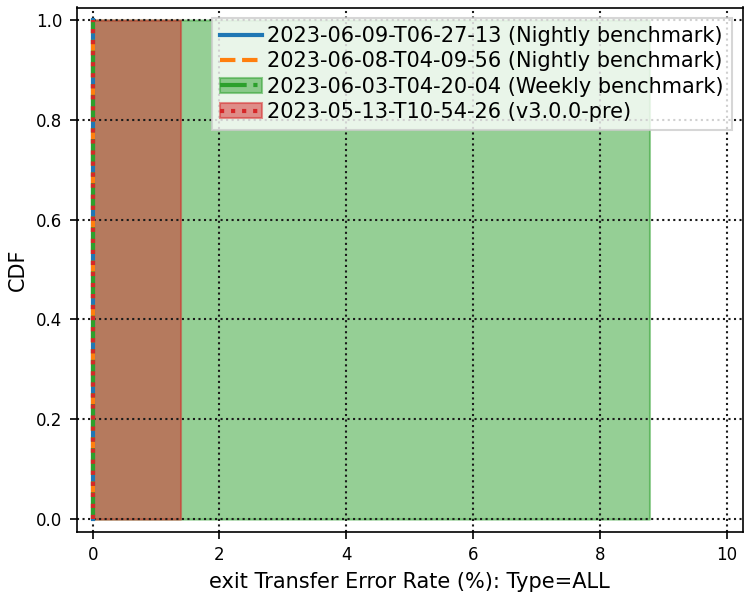 1.0
0.8
0.6
0.4
0.2
0.0
CDF
2023-06-09-T06-27-13 (Nightly benchmark)
2023-06-08-T04-09-56 (Nightly benchmark)
2023-06-03-T04-20-04 (Weekly benchmark)
2023-05-13-T10-54-26 (v3.0.0-pre)
0 2 4 6 8 10
exit Transfer Error Rate (%): Type=ALL